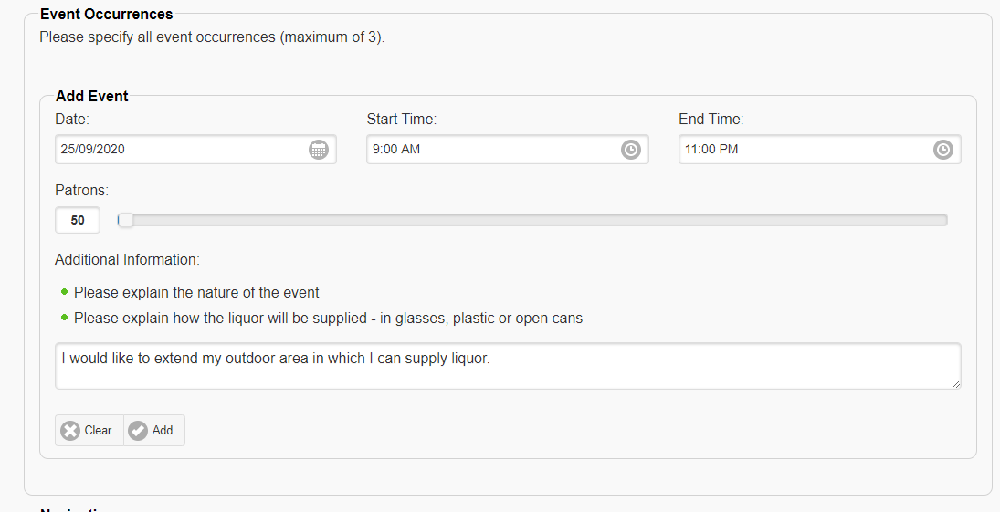 Event Occurrences
Please specify all event occurrences (maximum of 3).
Add Event
Date: Start Time: End Time:
25/09/2020 9:00 AM 11:00 PM
Patrons:
50
Additional Information:
Please explain the nature of the event
Please explain how the liquor will be supplied - in glasses, plastic or open cans
I would like to extend my outdoor area in which I can supply liquor.
Clear Add